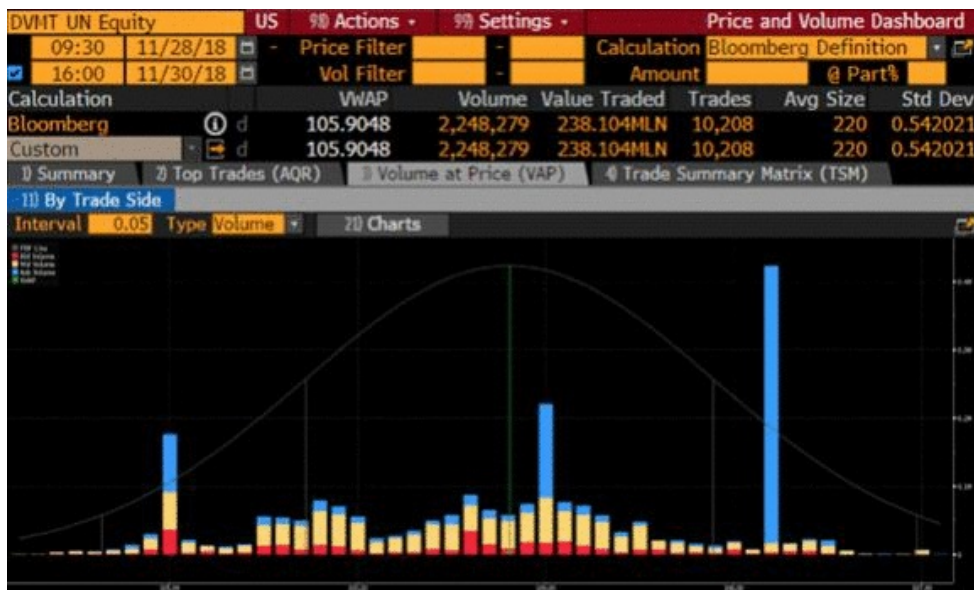 DVMT UN Equity US 98) Actions - 99) Settings - Price and Volume Dashboard
09:30 11/28/18 - Price Filter - Calculation Bloomberg Definition
16:00 11/30/18 Vol Filter - Amount @ Part%
Calculation VWAP Volume Value Traded Trades Avg Size Std Dev
Bloomberg d 105.9048 2,248,279 238.104MLN 10,208 220 0.542021
Custom d 105.9048 2,248,279 238.104MLN 10,208 220 0.542021
1) Summary 2) Top Trades (AQR) 3) Volume at Price (VAP) 4) Trade Summary Matrix (TSM)
11) By Trade Side
Interval 0.05 Type Volume 21) Charts
VWAP